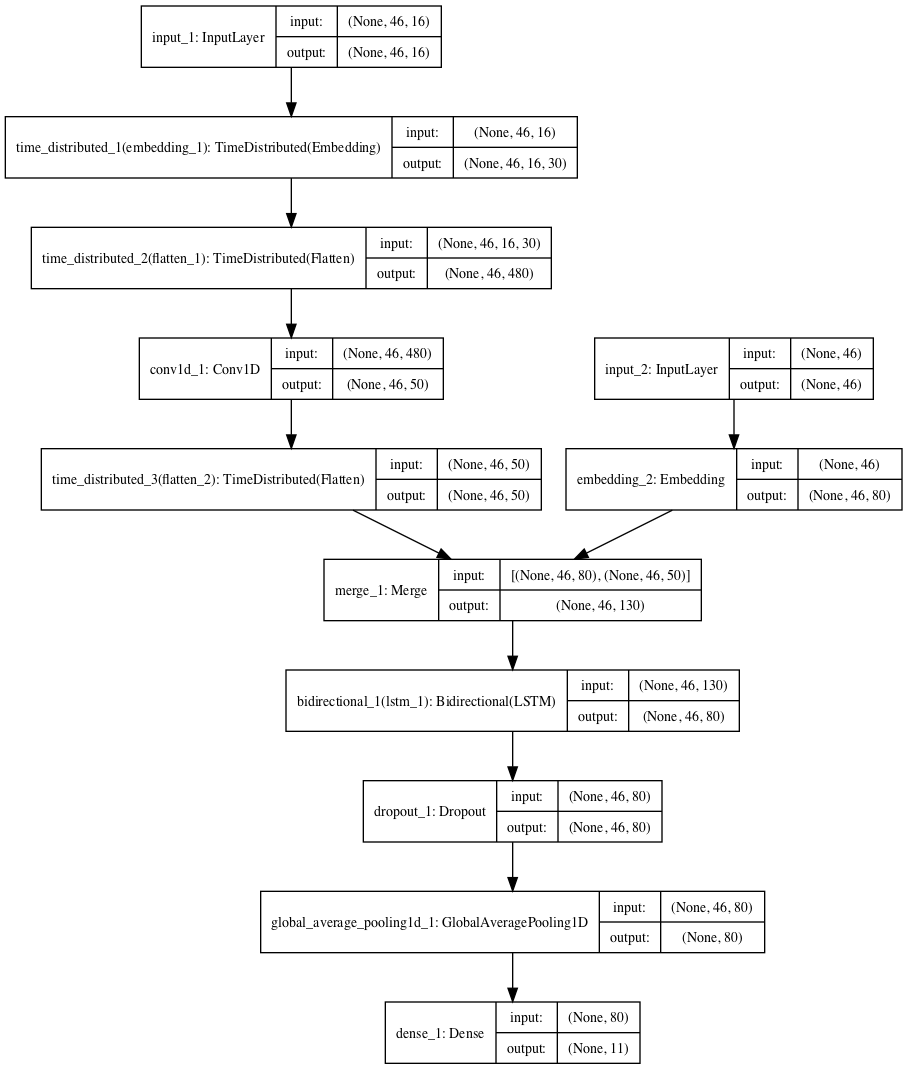 input_1: InputLayer
input: (None, 46, 16)
output: (None, 46, 16)
time_distributed_1(embedding_1): TimeDistributed(Embedding)
input: (None, 46, 16)
output: (None, 46, 16, 30)
time_distributed_2(flatten_1): TimeDistributed(Flatten)
input: (None, 46, 16, 30)
output: (None, 46, 480)
conv1d_1: Conv1D
input: (None, 46, 480)
output: (None, 46, 50)
input_2: InputLayer
input: (None, 46)
output: (None, 46)
time_distributed_3(flatten_2): TimeDistributed(Flatten)
input: (None, 46, 50)
output: (None, 46, 50)
embedding_2: Embedding
input: (None, 46)
output: (None, 46, 80)
merge_1: Merge
input: [(None, 46, 80), (None, 46, 50)]
output: (None, 46, 130)
bidirectional_1(lstm_1): Bidirectional(LSTM)
input: (None, 46, 130)
output: (None, 46, 80)
dropout_1: Dropout
input: (None, 46, 80)
output: (None, 46, 80)
global_average_pooling1d_1: GlobalAveragePooling1D
input: (None, 46, 80)
output: (None, 80)
dense_1: Dense
input: (None, 80)
output: (None, 11)